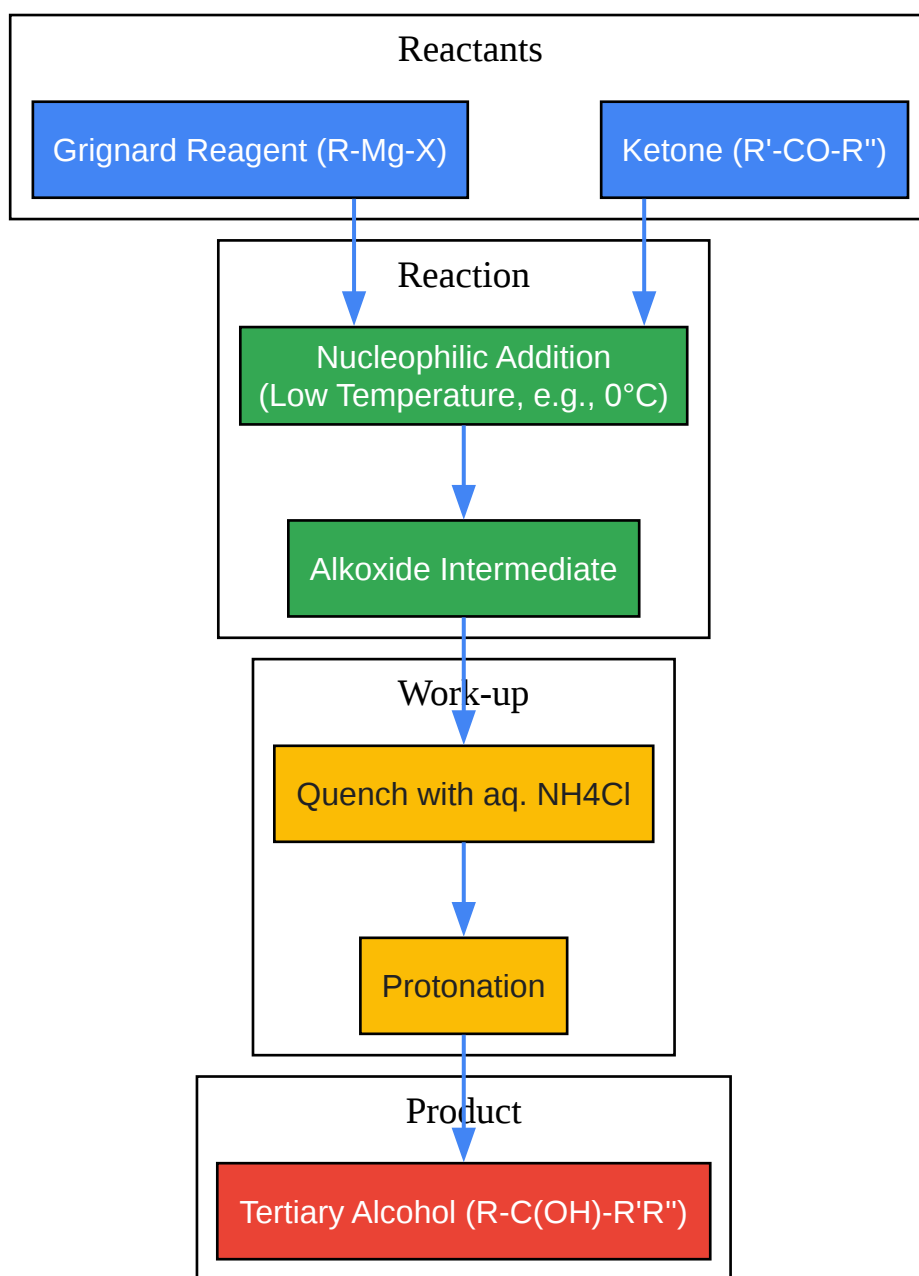 Reactants
Grignard Reagent (R-Mg-X)
Ketone (R'-CO-R")
Reaction
Nucleophilic Addition
(Low Temperature, e.g., 0°C)
Alkoxide Intermediate
Work-up
Quench with aq. NH4Cl
Protonation
Product
Tertiary Alcohol (R-C(OH)-R'R")